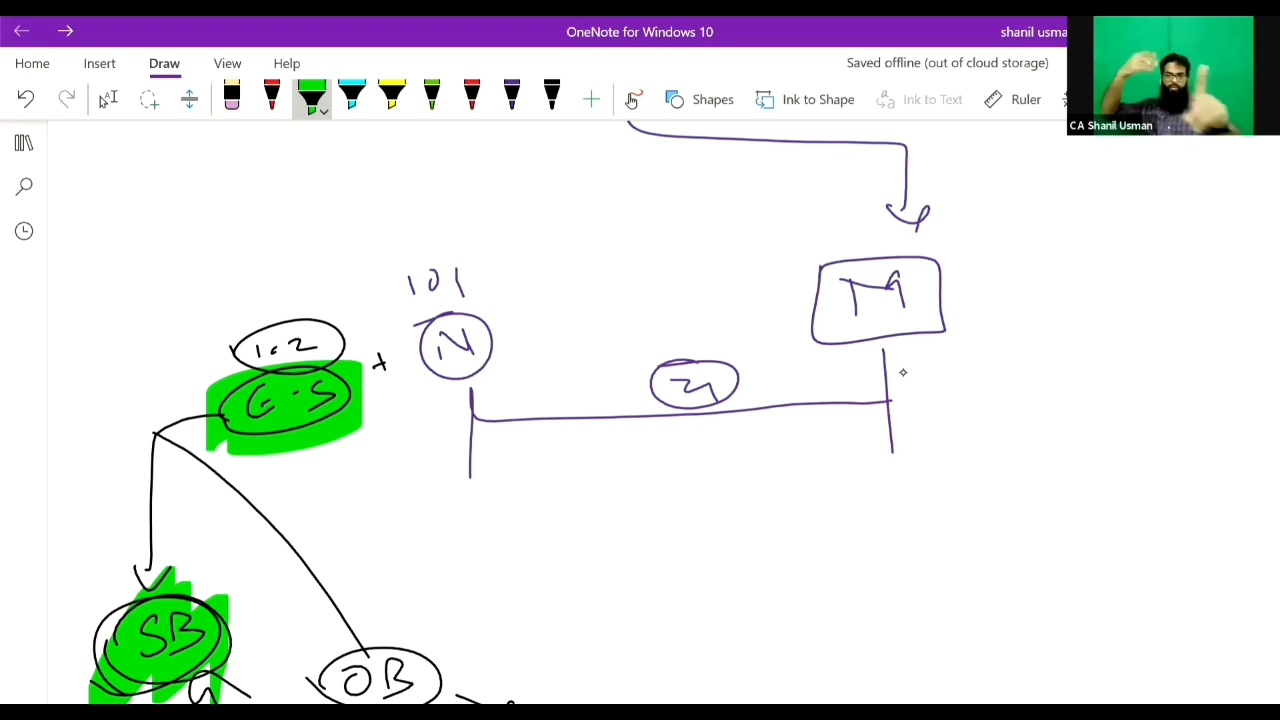 OneNote for Windows 10
shanil usma
Home Insert Draw View Help
Saved offline (out of cloud storage)
Shapes Ink to Shape Ink to Text Ruler
CA Shanil Usman
101
N
1.2
+
G.S
SB
OB